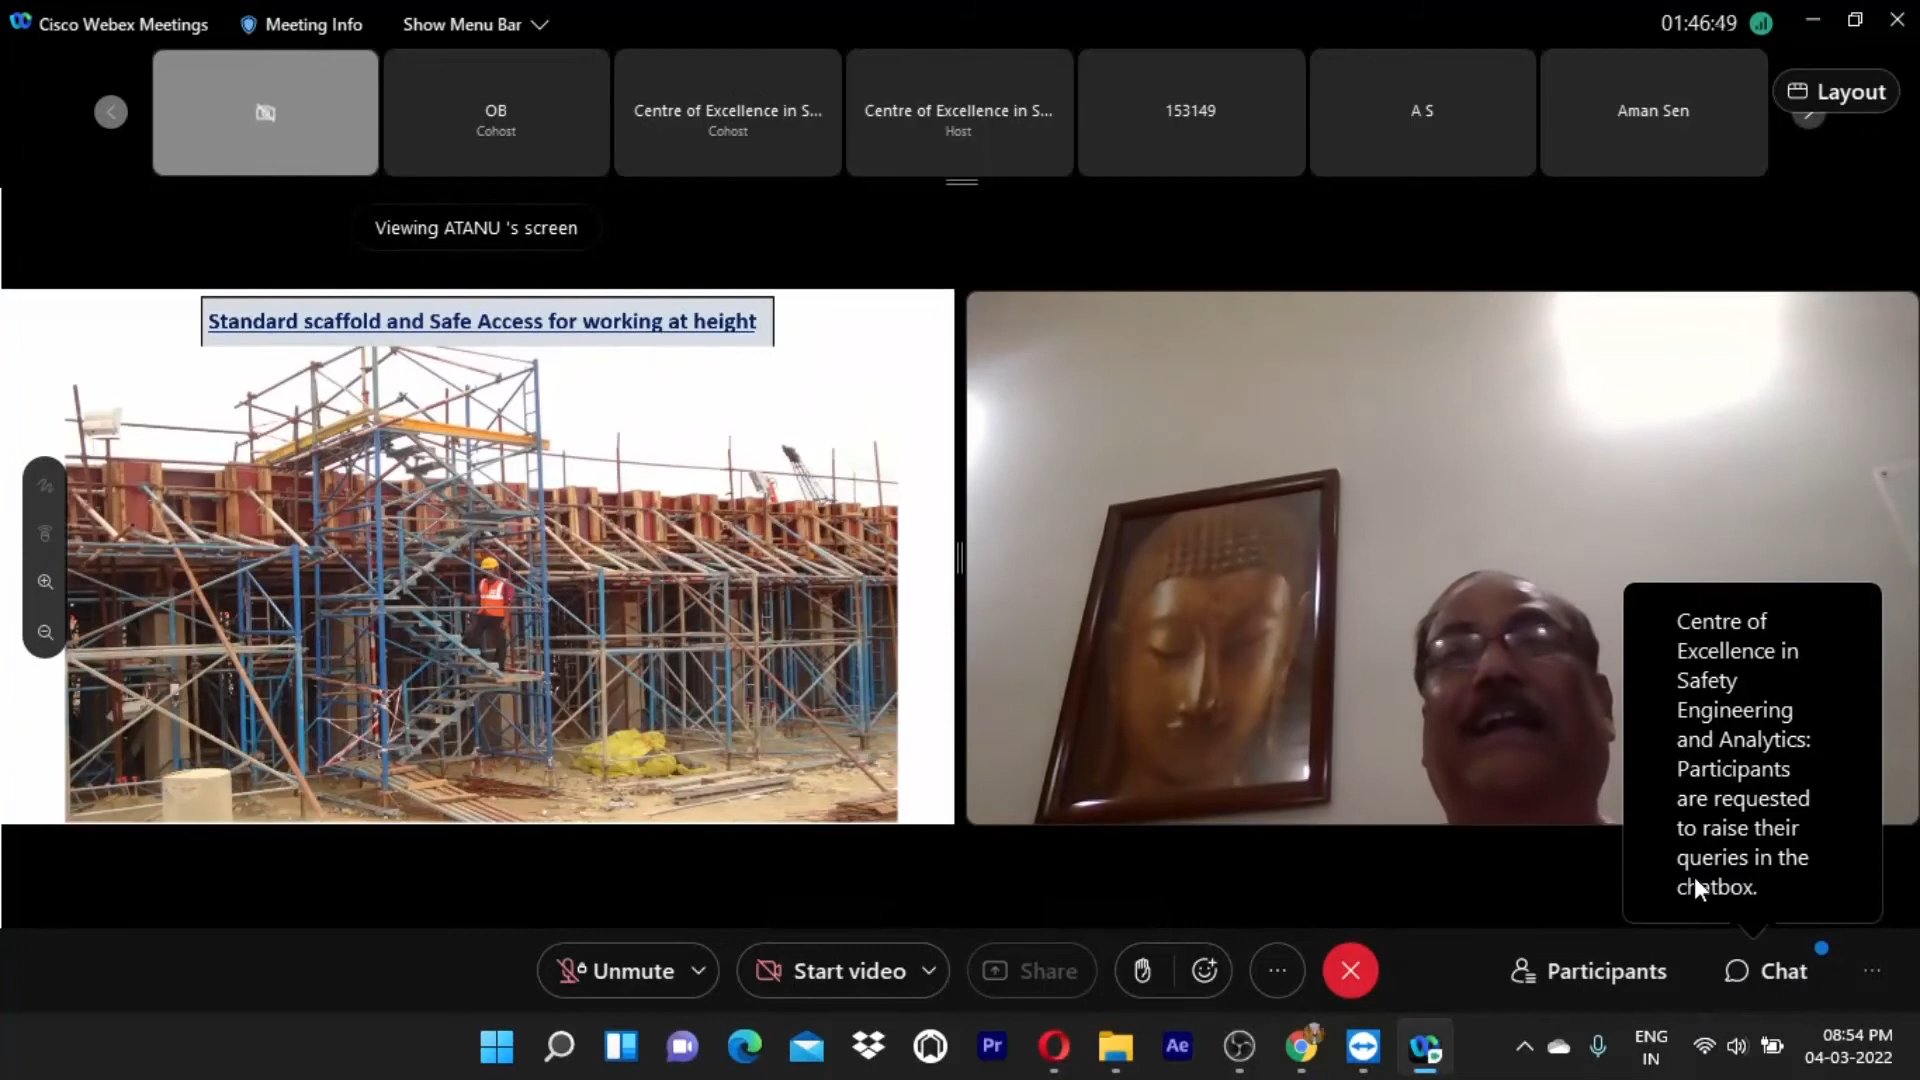 Cisco Webex Meetings
Meeting Info
Show Menu Bar
01:46:49
OB
Cohost
Centre of Excellence in S...
Cohost
Centre of Excellence in S...
Host
153149
A S
Aman Sen
Layout
Viewing ATANU 's screen
Standard scaffold and Safe Access for working at height
Centre of
Excellence in
Safety
Engineering
and Analytics:
Participants
are requested
to raise their
queries in the
chatbox.
Unmute
Start video
Share
Participants
Chat
Pr
Ae
ENG
IN
08:54 PM
04-03-2022